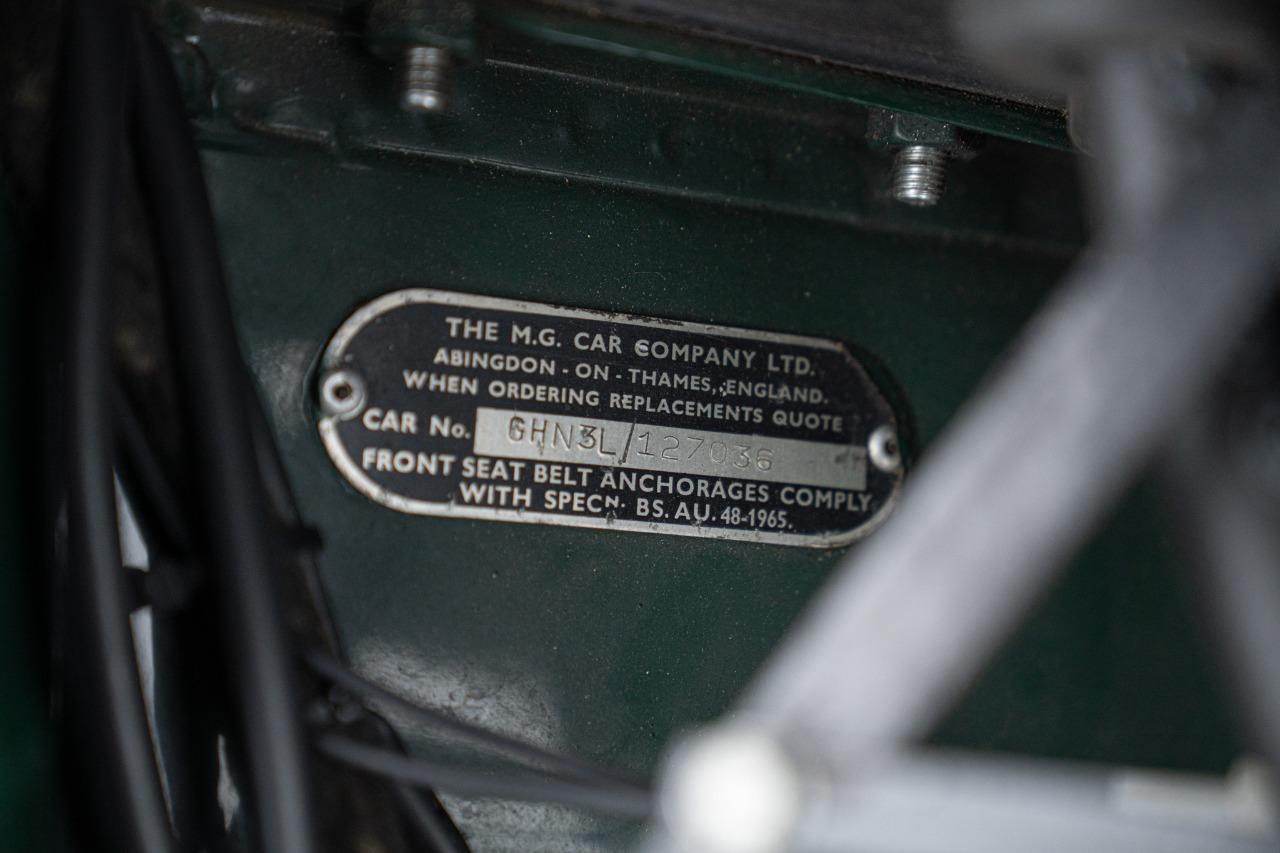 THE M.G. CAR COMPANY LTD.
ABINGDON - ON - THAMES, ENGLAND.
WHEN ORDERING REPLACEMENTS QUOTE
CAR No. GHN3L/127036
FRONT SEAT BELT ANCHORAGES COMPLY
WITH SPECN. BS. AU. 48-1965.